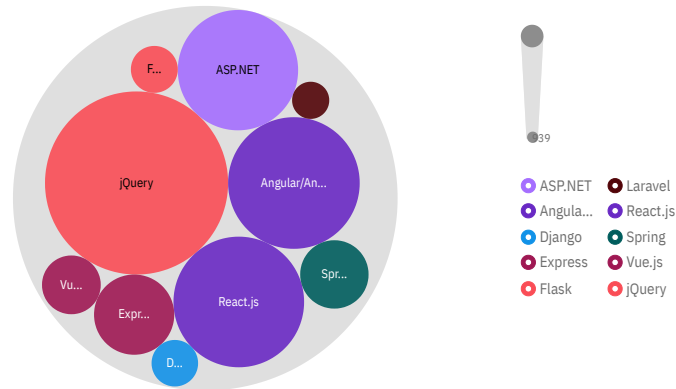 F...
ASP.NET
jQuery
Angular/An...
Vu...
Expr...
React.js
Spr...
D...
ASP.NET
Laravel
Angula...
React.js
Django
Spring
Express
Vue.js
Flask
jQuery